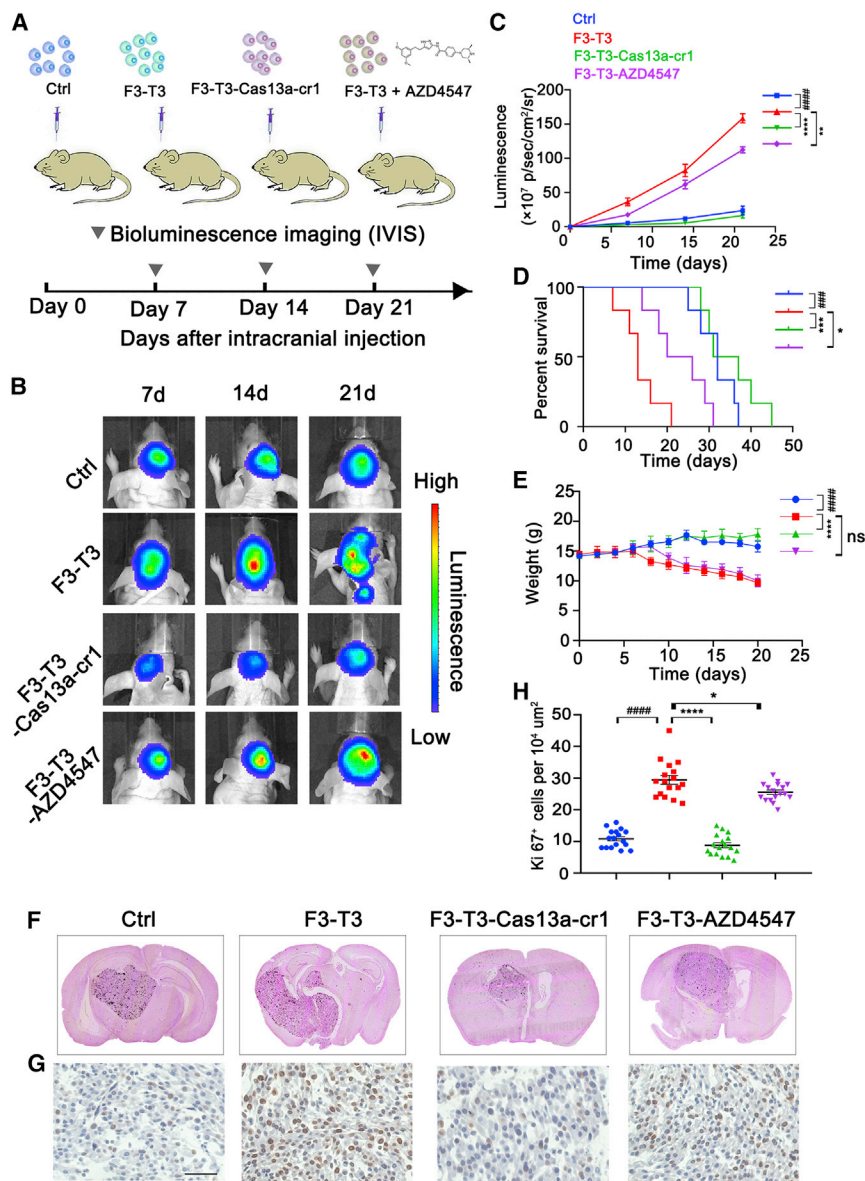 A
Ctrl
F3-T3
F3-T3-Cas13a-cr1
F3-T3 + AZD4547
Bioluminescence imaging (IVIS)
Day 0
Day 7
Day 14
Day 21
Days after intracranial injection
B
7d
14d
21d
Ctrl
F3-T3
F3-T3
-Cas13a-cr1
F3-T3
-AZD4547
High
Luminescence
Low
C
Ctrl
F3-T3
F3-T3-Cas13a-cr1
F3-T3-AZD4547
Luminescence
(×10⁷ p/sec/cm²/sr)
200
150
100
50
0
0 5 10 15 20 25
Time (days)
####
****
**
D
Percent survival
100
50
0
0 10 20 30 40 50
Time (days)
###
***
*
E
Weight (g)
25
20
15
10
5
0
0 5 10 15 20
Time (days)
####
****
ns
H
Ki 67⁺ cells per 10⁴ um²
50
40
30
20
10
0
####
****
*
F
Ctrl
F3-T3
F3-T3-Cas13a-cr1
F3-T3-AZD4547
G